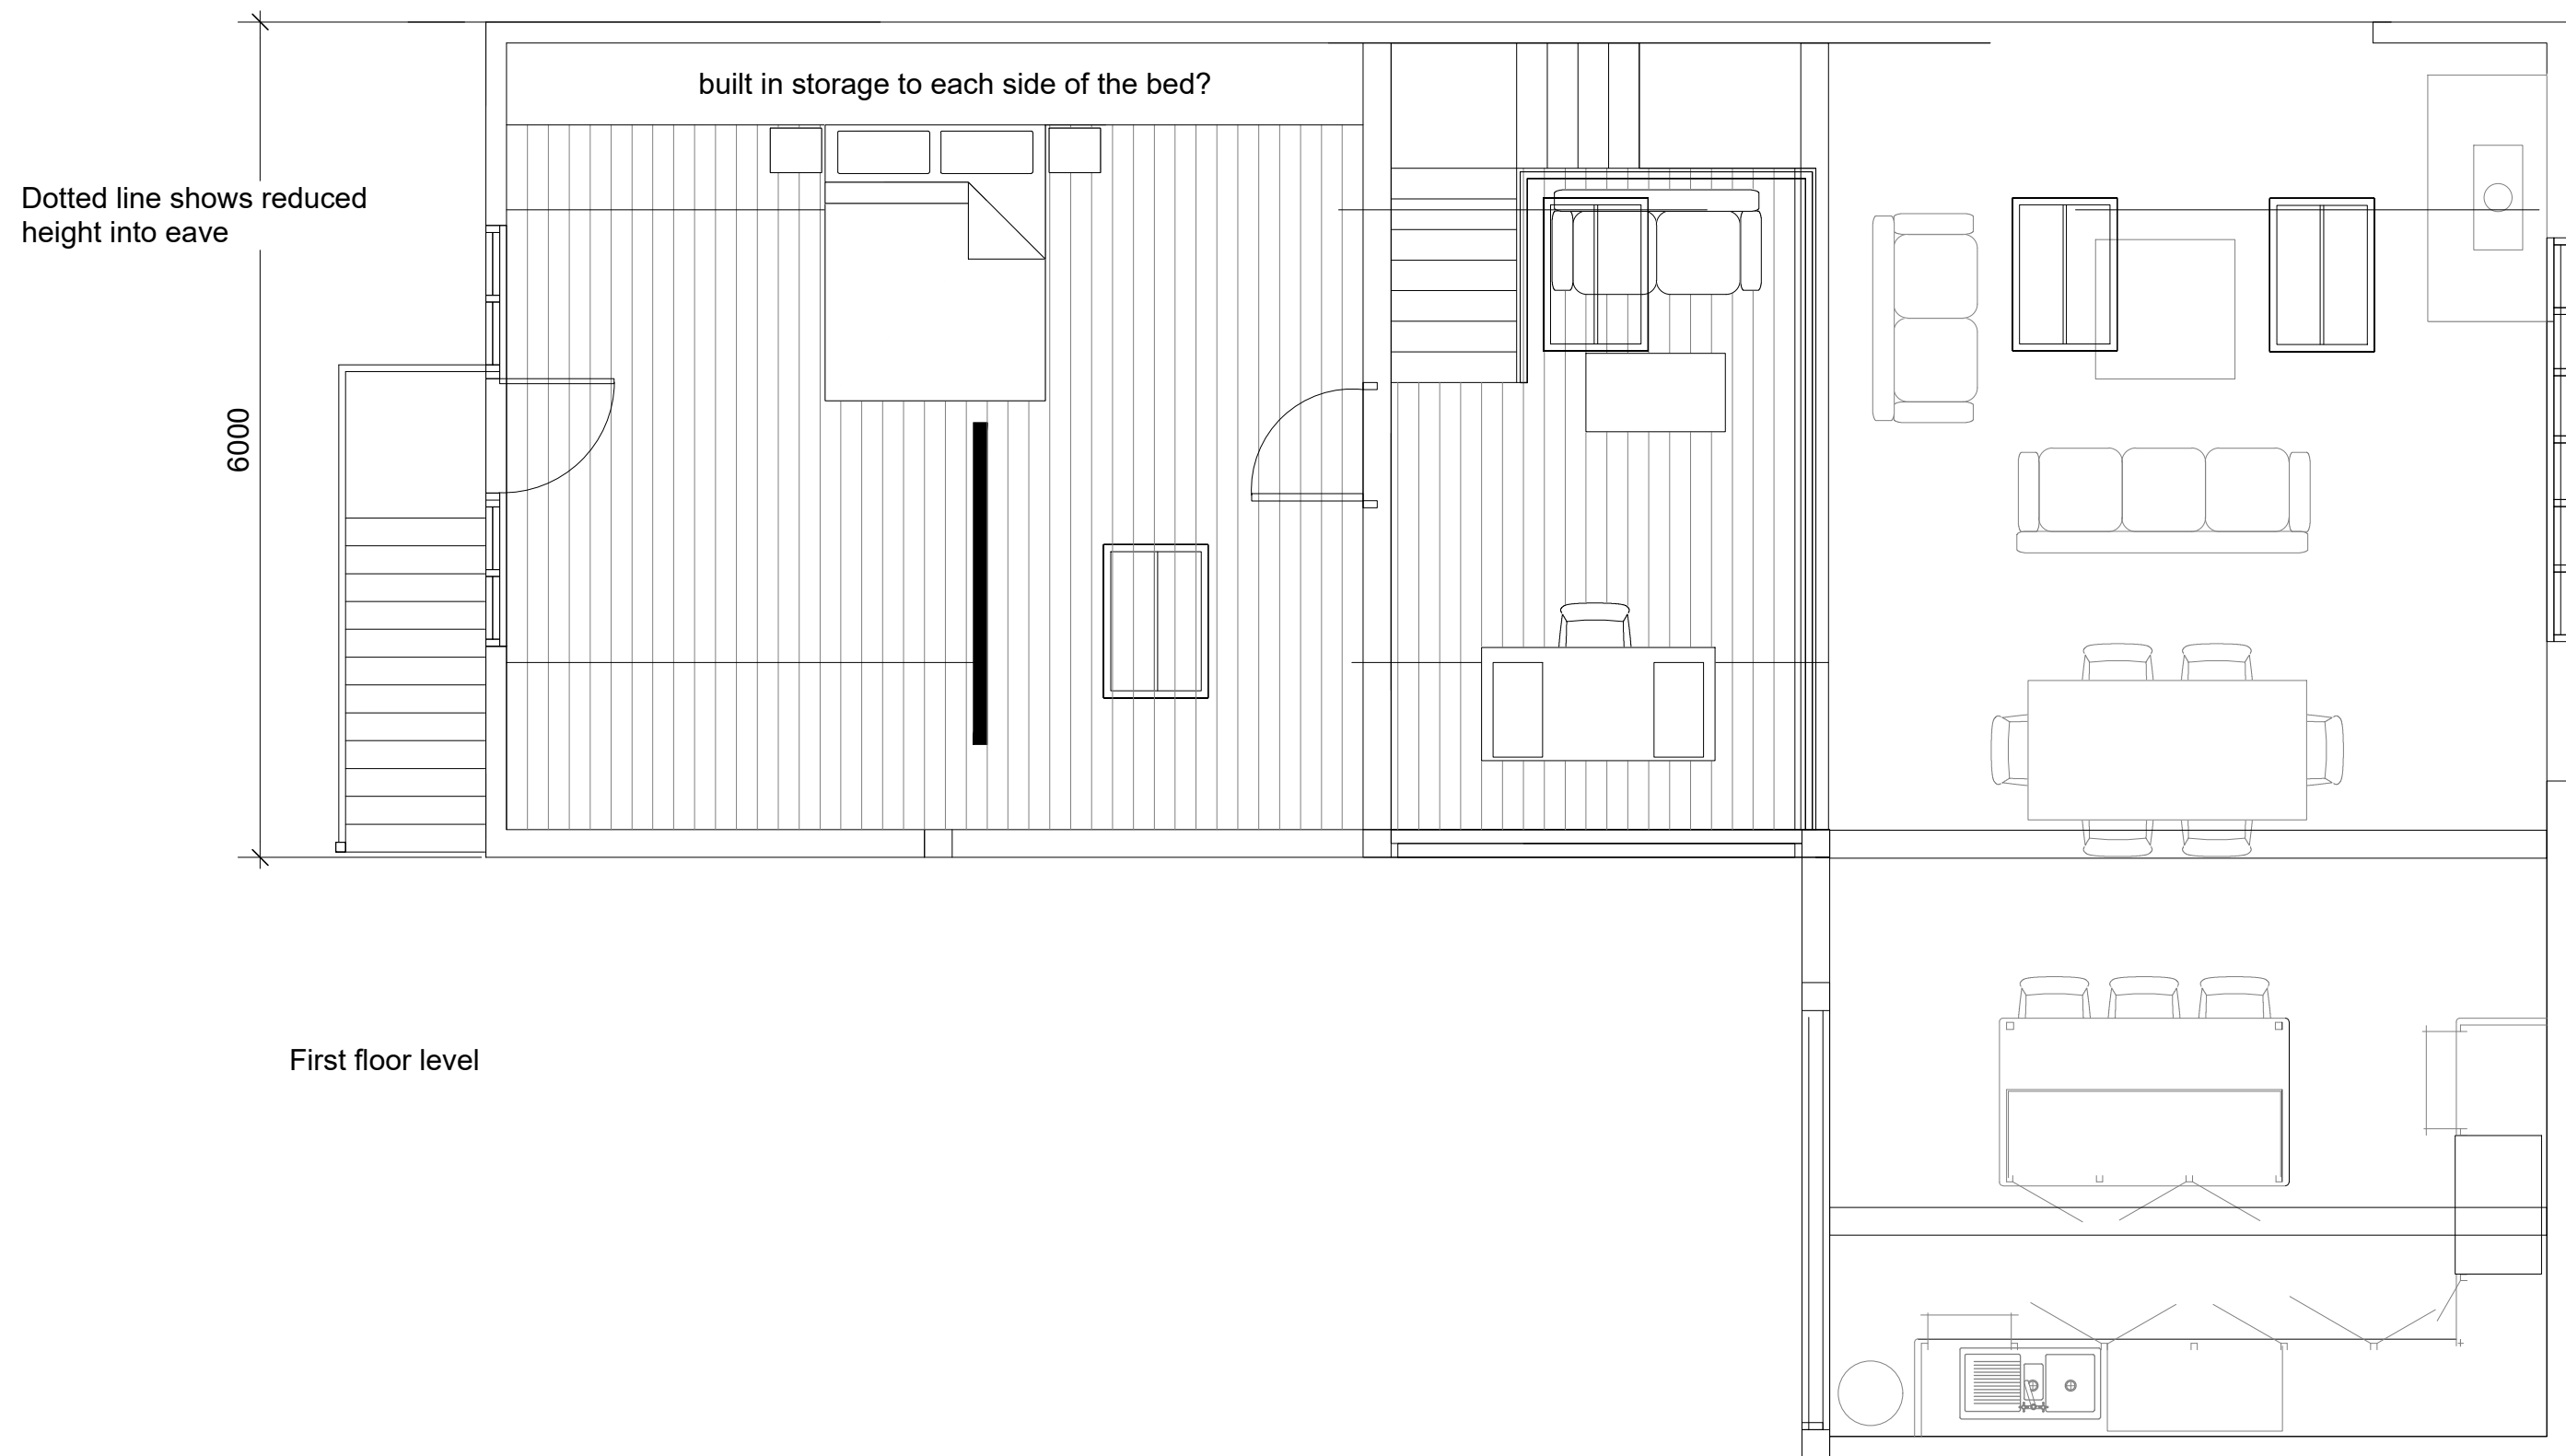 built in storage to each side of the bed?
Dotted line shows reduced
height into eave
6000
First floor level